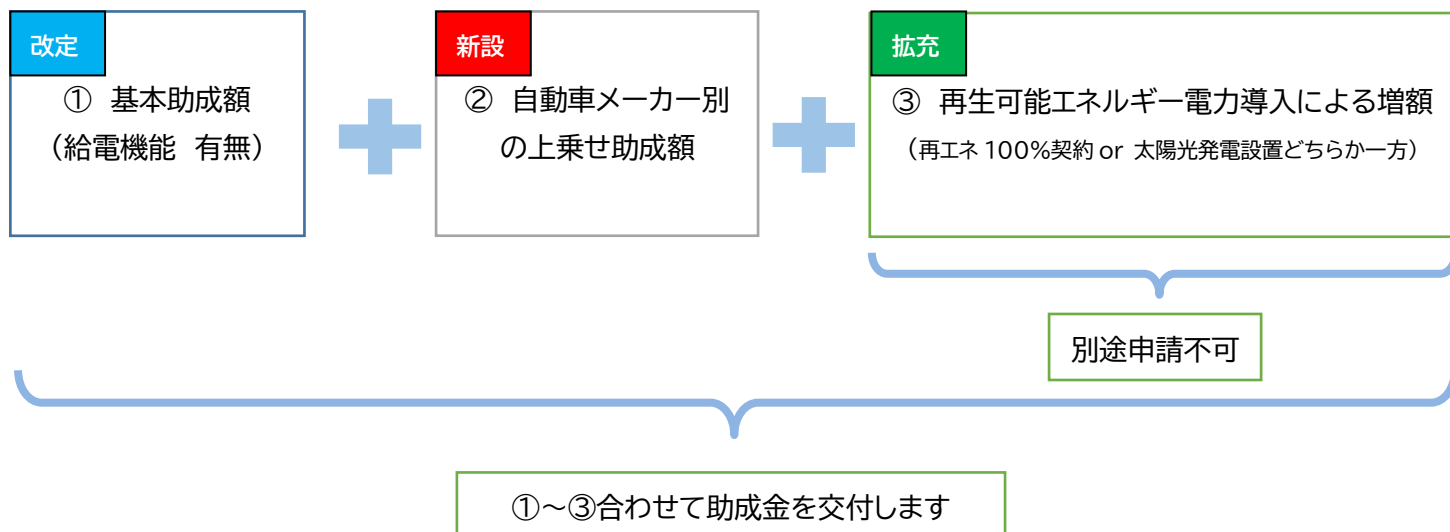 改定
① 基本助成額
（給電機能 有無）
新設
② 自動車メーカー別
の上乗せ助成額
拡充
③ 再生可能エネルギー電力導入による増額
（再エネ 100%契約 or 太陽光発電設置どちらか一方）
別途申請不可
①～③合わせて助成金を交付します